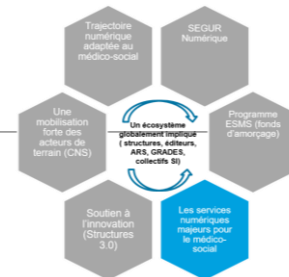 Trajectoire
numérique
adaptée au
médico-social
SEGUR
Numérique
Une
mobilisation
forte des
acteurs de
terrain (CNS)
Un écosystème
globalement impliqué
( structures, éditeurs,
ARS, GRADES,
collectifs SI)
Programme
ESMS (fonds
d'amorçage)
Soutien à
l'innovation
(Structures
3.0)
Les services
numériques
majeurs pour
le médico-
social